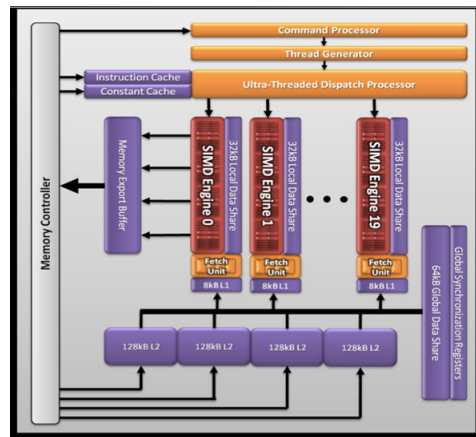 Command Processor
Thread Generator
Instruction Cache
Constant Cache
Ultra-Threaded Dispatch Processor
Memory Controller
Memory Export Buffer
SIMD Engine 0
32kB Local Data Share
SIMD Engine 1
32kB Local Data Share
SIMD Engine 19
32kB Local Data Share
Fetch
Unit
Fetch
Unit
Fetch
Unit
8kB L1
8kB L1
8kB L1
64kB Global Data Share
Global Synchronization Registers
128kB L2
128kB L2
128kB L2
128kB L2